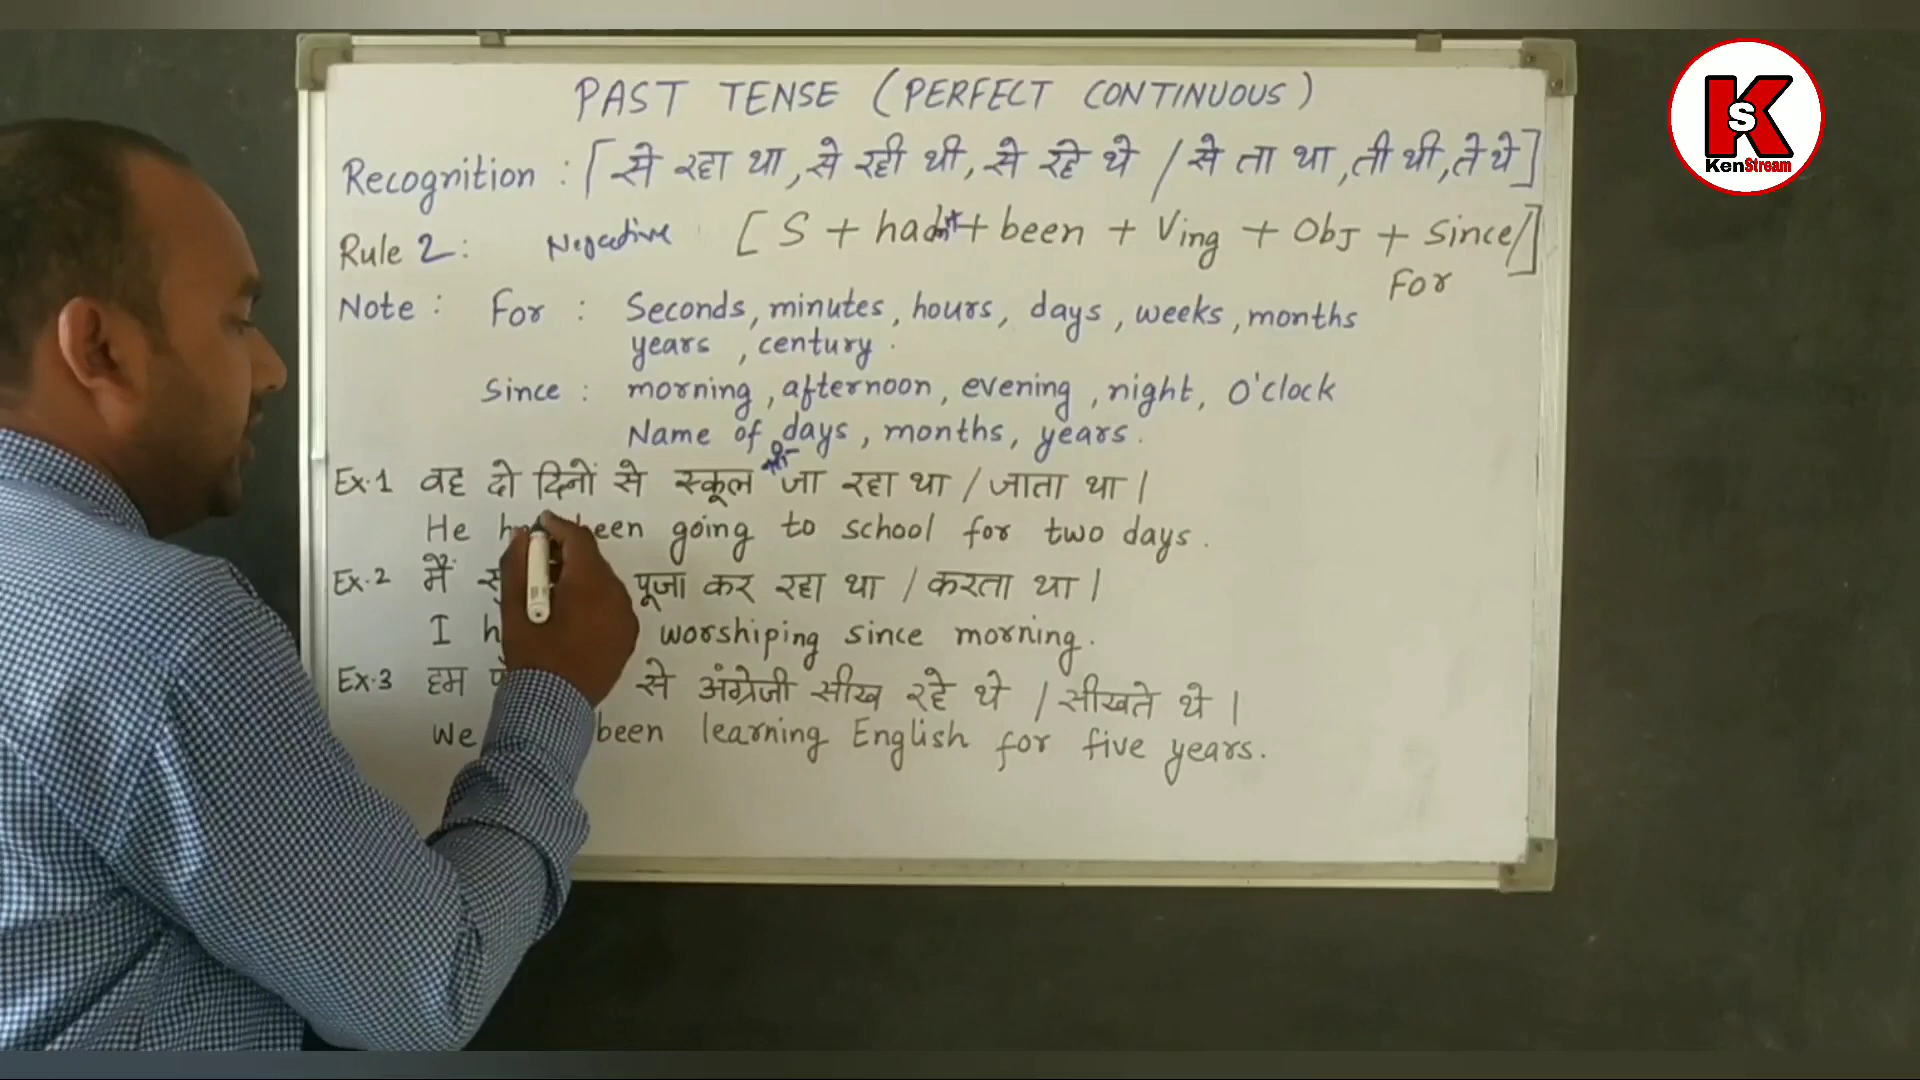 PAST TENSE (PERFECT CONTINUOUS)
Recognition : [ से रहा था, से रही थी, से रहे थे / से ता था, ती थी, ते थे ]
Rule 2: Negative [ S + hadn't + been + Ving + Obj + Since/ ]
For
Note : For : Seconds, minutes, hours, days, weeks, months
years, century.
Since : morning, afternoon, evening, night, O'clock
Name of days, months, years.
Ex.1 वह दो दिनों से स्कूल नहीं जा रहा था / जाता था |
He been going to school for two days.
Ex.2 मैं पूजा कर रहा था / करता था |
I worshiping since morning.
Ex.3 हम से अंग्रेजी सीख रहे थे / सीखते थे |
We been learning English for five years.
KS
KenStream